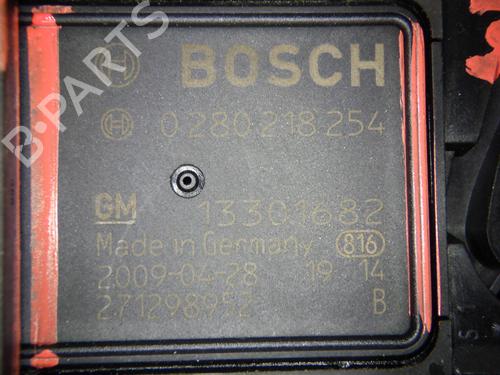 BOSCH
0 280 218 254
GM 13301682
Made in Germany 816
2009-04-28 19 14
271298952 B
B-PARTS